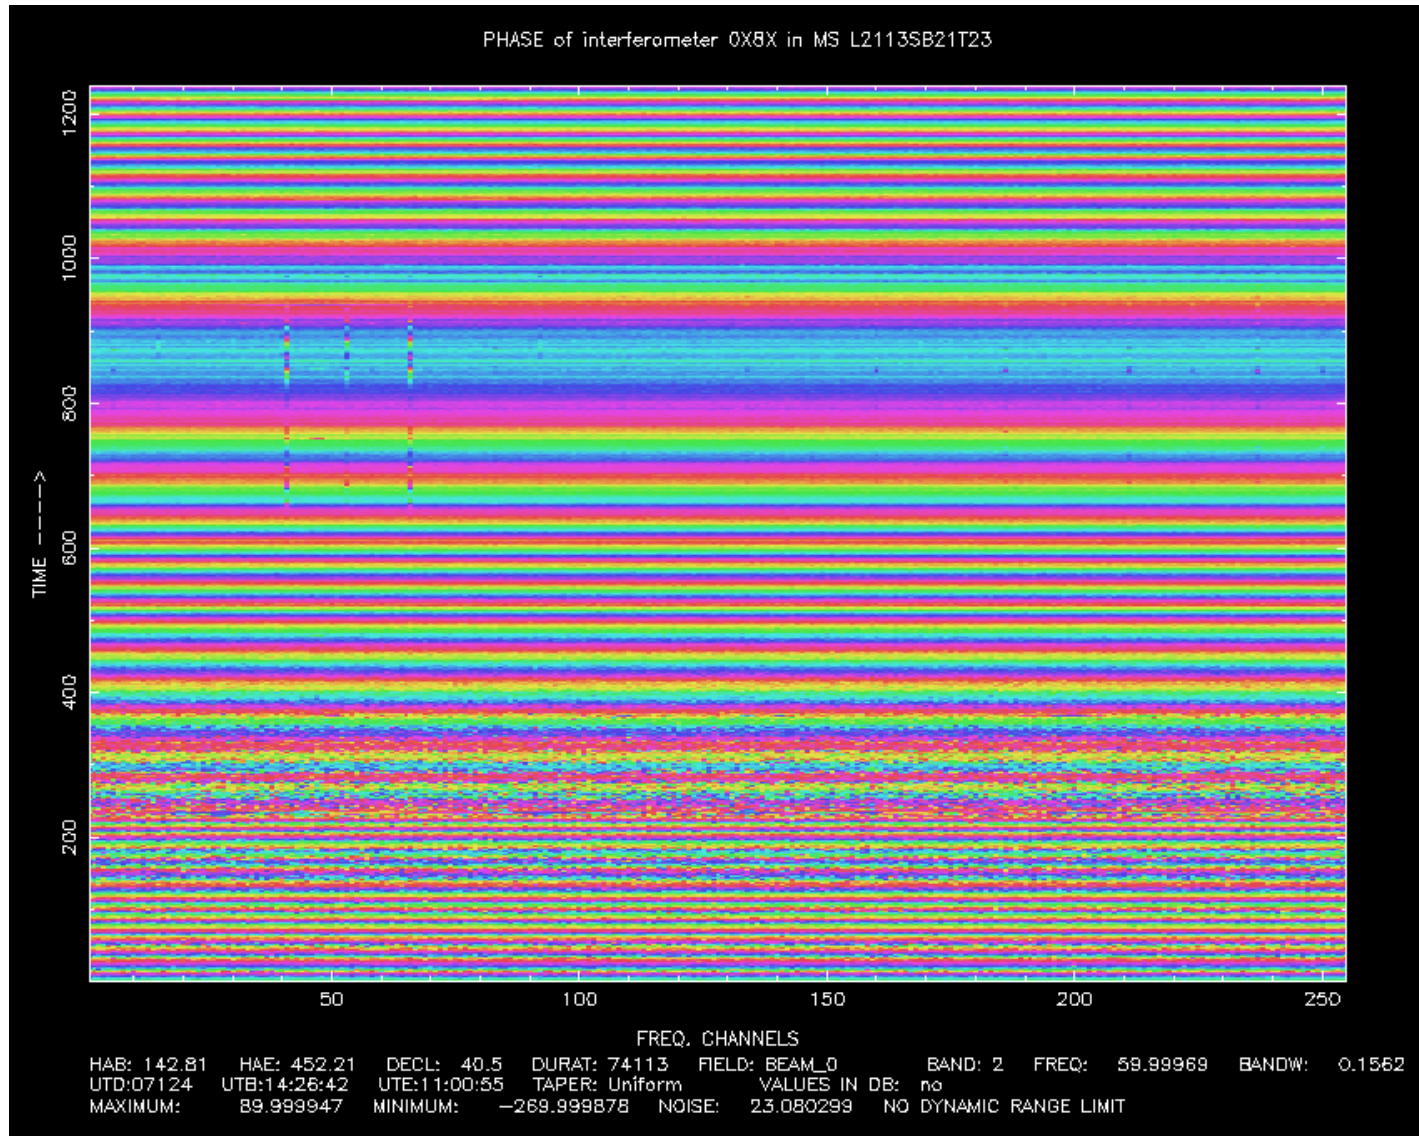 PHASE of interferometer 0X8X in MS L2113SB21T23
1200
1000
800
600
400
200
TIME ----->
50 100 150 200 250
FREQ. CHANNELS
HAB: 142.81 HAE: 452.21 DECL: 40.5 DURAT: 74113 FIELD: BEAM_0 BAND: 2 FREQ: 59.99969 BANDW: 0.1562
UTD:07124 UTB:14:26:42 UTE:11:00:55 TAPER: Uniform VALUES IN DB: no
MAXIMUM: 89.999947 MINIMUM: -269.999878 NOISE: 23.080299 NO DYNAMIC RANGE LIMIT